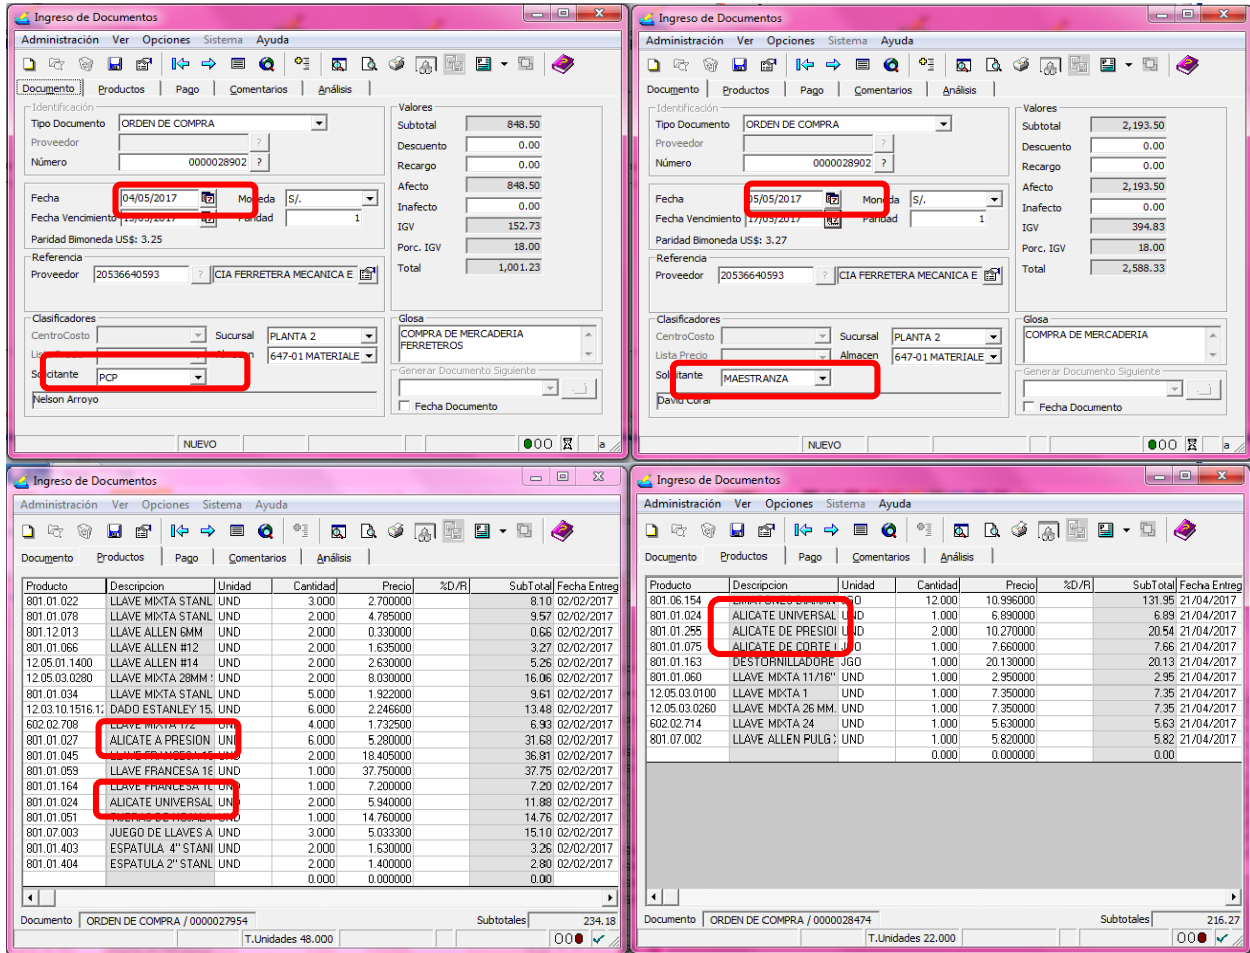 Ingreso de Documentos
Administración Ver Opciones Sistema Ayuda
Documento Productos Pago Comentarios Análisis
Identificación
Tipo Documento ORDEN DE COMPRA
Proveedor ?
Número 0000028902 ?
Fecha 04/05/2017 Moneda S/.
Fecha Vencimiento Paridad 1
Paridad Bimoneda US$: 3.25
Referencia
Proveedor 20536640593 ? CIA FERRETERA MECANICA E
Clasificadores
CentroCosto Sucursal PLANTA 2
Almacen 647-01 MATERIALE
Solicitante PCP
Nelson Arroyo
Valores
Subtotal 848.50
Descuento 0.00
Recargo 0.00
Afecto 848.50
Inafecto 0.00
IGV 152.73
Porc. IGV 18.00
Total 1,001.23
Glosa
COMPRA DE MERCADERIA
FERRETEROS
Generar Documento Siguiente
Fecha Documento
NUEVO a
Ingreso de Documentos
Administración Ver Opciones Sistema Ayuda
Documento Productos Pago Comentarios Análisis
Identificación
Tipo Documento ORDEN DE COMPRA
Proveedor ?
Número 0000028902 ?
Fecha 05/05/2017 Moneda S/.
Fecha Vencimiento 17/05/2017 Paridad 1
Paridad Bimoneda US$: 3.27
Referencia
Proveedor 20536640593 ? CIA FERRETERA MECANICA E
Clasificadores
CentroCosto Sucursal PLANTA 2
Lista Precio Almacen 647-01 MATERIALE
Solicitante MAESTRANZA
David Coral
Valores
Subtotal 2,193.50
Descuento 0.00
Recargo 0.00
Afecto 2,193.50
Inafecto 0.00
IGV 394.83
Porc. IGV 18.00
Total 2,588.33
Glosa
COMPRA DE MERCADERIA
Generar Documento Siguiente
Fecha Documento
NUEVO a
Ingreso de Documentos
Administración Ver Opciones Sistema Ayuda
Documento Productos Pago Comentarios Análisis
Producto Descripcion Unidad Cantidad Precio %D/R SubTotal Fecha Entreg
801.01.022 LLAVE MIXTA STANL UND 3.000 2.700000 8.10 02/02/2017
801.01.078 LLAVE MIXTA STANL UND 2.000 4.785000 9.57 02/02/2017
801.12.013 LLAVE ALLEN 6MM UND 2.000 0.330000 0.66 02/02/2017
801.01.066 LLAVE ALLEN #12 UND 2.000 1.635000 3.27 02/02/2017
12.05.01.1400 LLAVE ALLEN #14 UND 2.000 2.630000 5.26 02/02/2017
12.05.03.0280 LLAVE MIXTA 28MM UND 2.000 8.030000 16.06 02/02/2017
801.01.034 LLAVE MIXTA STANL UND 5.000 1.922000 9.61 02/02/2017
12.03.10.1516.12 DADO ESTANLEY 15. UND 6.000 2.246600 13.48 02/02/2017
602.02.708 LLAVE MIXTA 1/2 UND 4.000 1.732500 6.93 02/02/2017
801.01.027 ALICATE A PRESION UND 6.000 5.280000 31.68 02/02/2017
801.01.045 LLAVE FRANCESA 15 UND 2.000 18.405000 36.81 02/02/2017
801.01.059 LLAVE FRANCESA 18 UND 1.000 37.750000 37.75 02/02/2017
801.01.164 LLAVE FRANCESA 10 UND 1.000 7.200000 7.20 02/02/2017
801.01.024 ALICATE UNIVERSAL UND 2.000 5.940000 11.88 02/02/2017
801.01.051 UND 1.000 14.760000 14.76 02/02/2017
801.07.003 JUEGO DE LLAVES A UND 3.000 5.033300 15.10 02/02/2017
801.01.403 ESPATULA 4" STANI UND 2.000 1.630000 3.26 02/02/2017
801.01.404 ESPATULA 2" STANL UND 2.000 1.400000 2.80 02/02/2017
0.000 0.000000 0.00
Documento ORDEN DE COMPRA / 0000027954 Subtotales 234.18
T.Unidades 48.000
Ingreso de Documentos
Administración Ver Opciones Sistema Ayuda
Documento Productos Pago Comentarios Análisis
Producto Descripcion Unidad Cantidad Precio %D/R SubTotal Fecha Entreg
801.06.154 JGO 12.000 10.996000 131.95 21/04/2017
801.01.024 ALICATE UNIVERSAL UND 1.000 6.890000 6.89 21/04/2017
801.01.255 ALICATE DE PRESIOI UND 2.000 10.270000 20.54 21/04/2017
801.01.075 ALICATE DE CORTE JGO 1.000 7.660000 7.66 21/04/2017
801.01.163 DESTORNILLADORE JGO 1.000 20.130000 20.13 21/04/2017
801.01.060 LLAVE MIXTA 11/16" UND 1.000 2.950000 2.95 21/04/2017
12.05.03.0100 LLAVE MIXTA 1 UND 1.000 7.350000 7.35 21/04/2017
12.05.03.0260 LLAVE MIXTA 26 MM. UND 1.000 7.350000 7.35 21/04/2017
602.02.714 LLAVE MIXTA 24 UND 1.000 5.630000 5.63 21/04/2017
801.07.002 LLAVE ALLEN PULG UND 1.000 5.820000 5.82 21/04/2017
0.000 0.000000 0.00
Documento ORDEN DE COMPRA / 0000028474 Subtotales 216.27
T.Unidades 22.000